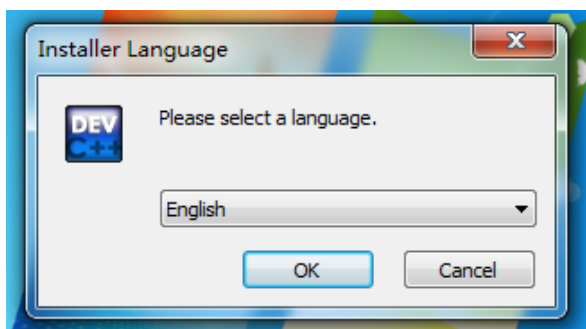 Installer Language
DEV
C++
Please select a language.
English
OK
Cancel